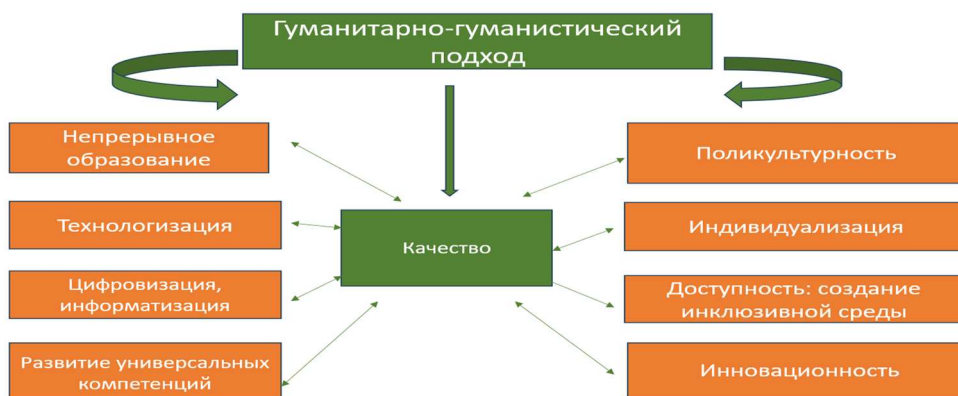 Гуманитарно-гуманистический
подход
Непрерывное
образование
Технологизация
Цифровизация,
информатизация
Развитие универсальных
компетенций
Качество
Поликультурность
Индивидуализация
Доступность: создание
инклюзивной среды
Инновационность